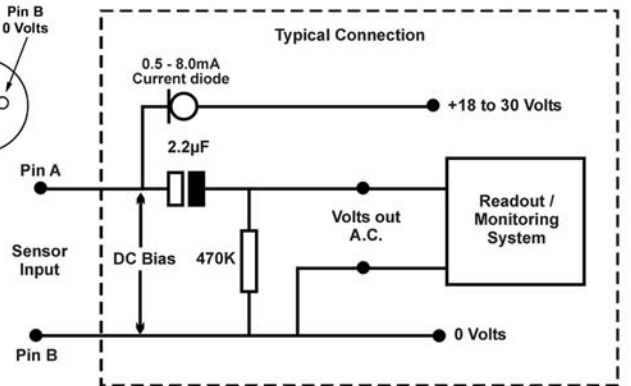 Pin B
0 Volts
Typical Connection
0.5 - 8.0mA
Current diode
+18 to 30 Volts
2.2µF
Pin A
Readout /
Monitoring
System
Volts out
A.C.
Sensor
Input
DC Bias
470K
0 Volts
Pin B